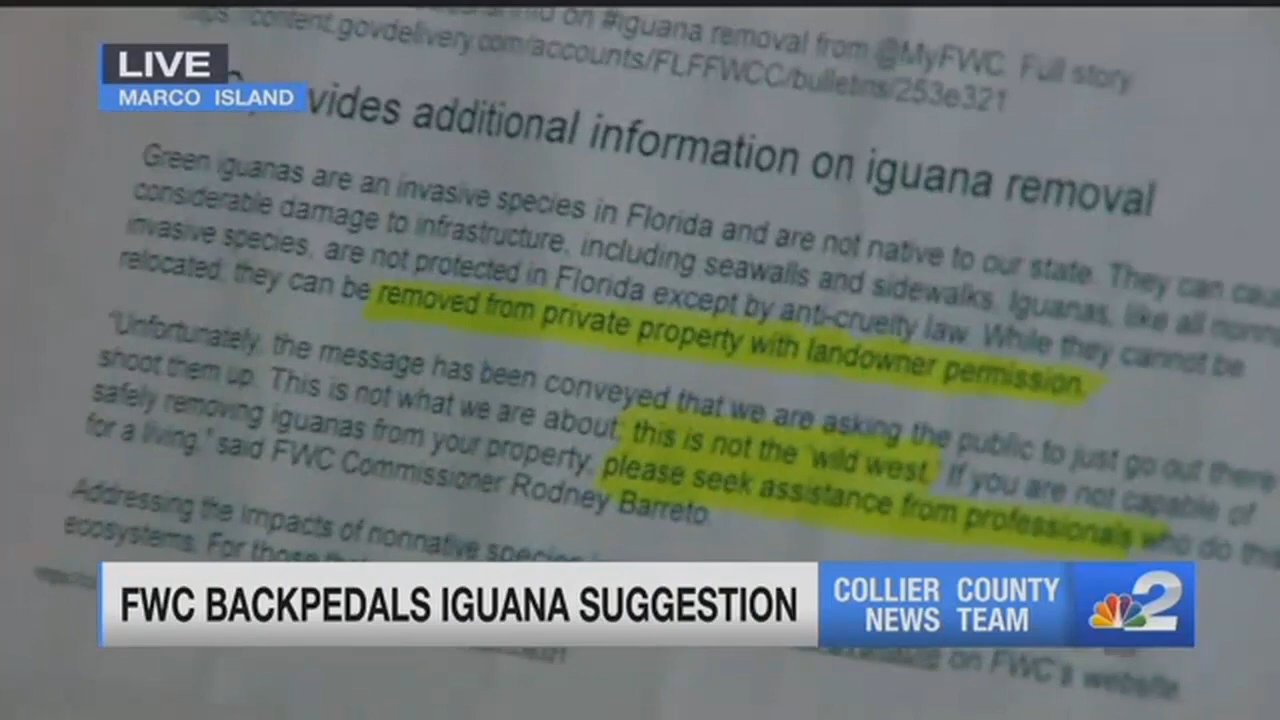 on #iguana removal from @MyFWC Full story
content.govdelivery.com/accounts/FLFFWCC/bulletins/253e321
LIVE
MARCO ISLAND
vides additional information on iguana removal
Green iguanas are an invasive species in Florida and are not native to our state. They can
considerable damage to infrastructure, including seawalls and sidewalks. Iguanas, like all
invasive species, are not protected in Florida except by anti-cruelty law. While they cannot be
relocated, they can be removed from private property with landowner permission.
"Unfortunately, the message has been conveyed that we are asking the public to just go out there
shoot them up. This is not what we are about; this is not the 'wild west.' If you are not capable of
safely removing iguanas from your property, please seek assistance from professionals who do
for a living," said FWC Commissioner Rodney Barreto
Addressing the impacts of nonnative species
ecosystems. For those
FWC BACKPEDALS IGUANA SUGGESTION
COLLIER COUNTY
NEWS TEAM
2
on FWC's website